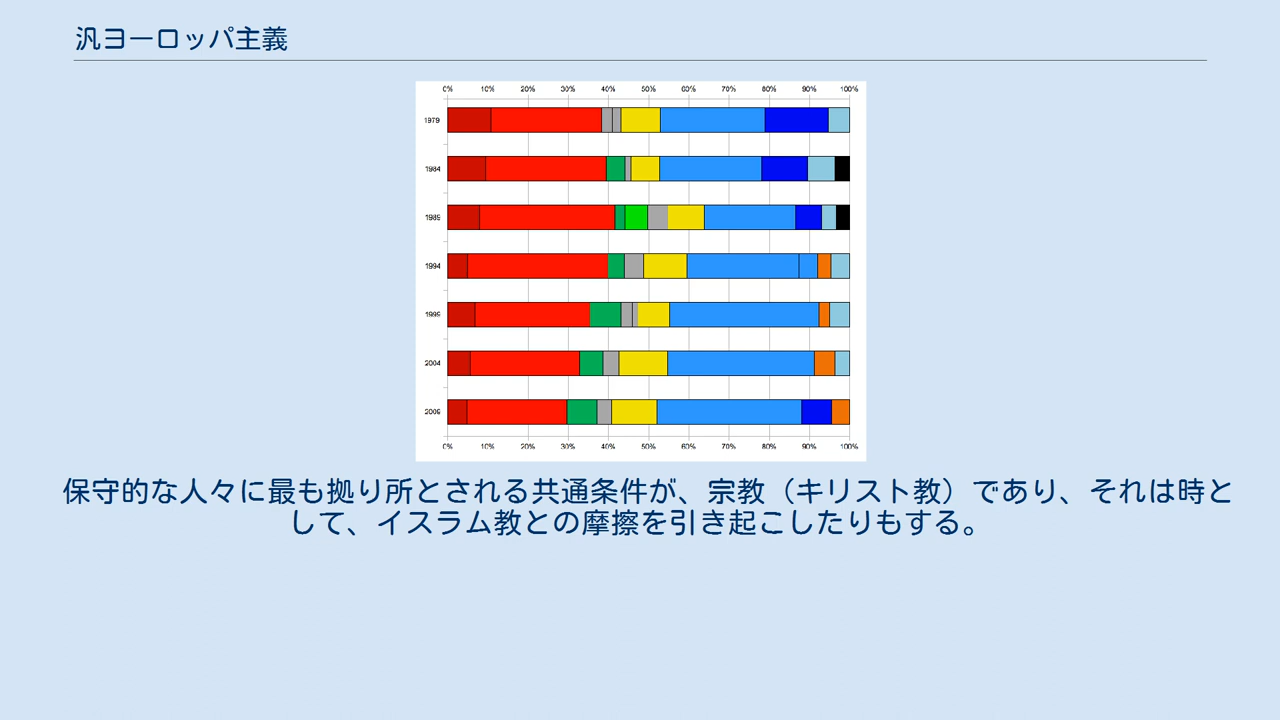 汎ヨーロッパ主義
0% 10% 20% 30% 40% 50% 60% 70% 80% 90% 100%
1979
1984
1989
1994
1999
2004
2009
0% 10% 20% 30% 40% 50% 60% 70% 80% 90% 100%
保守的な人々に最も拠り所とされる共通条件が、宗教（キリスト教）であり、それは時と
して、イスラム教との摩擦を引き起こしたりもする。